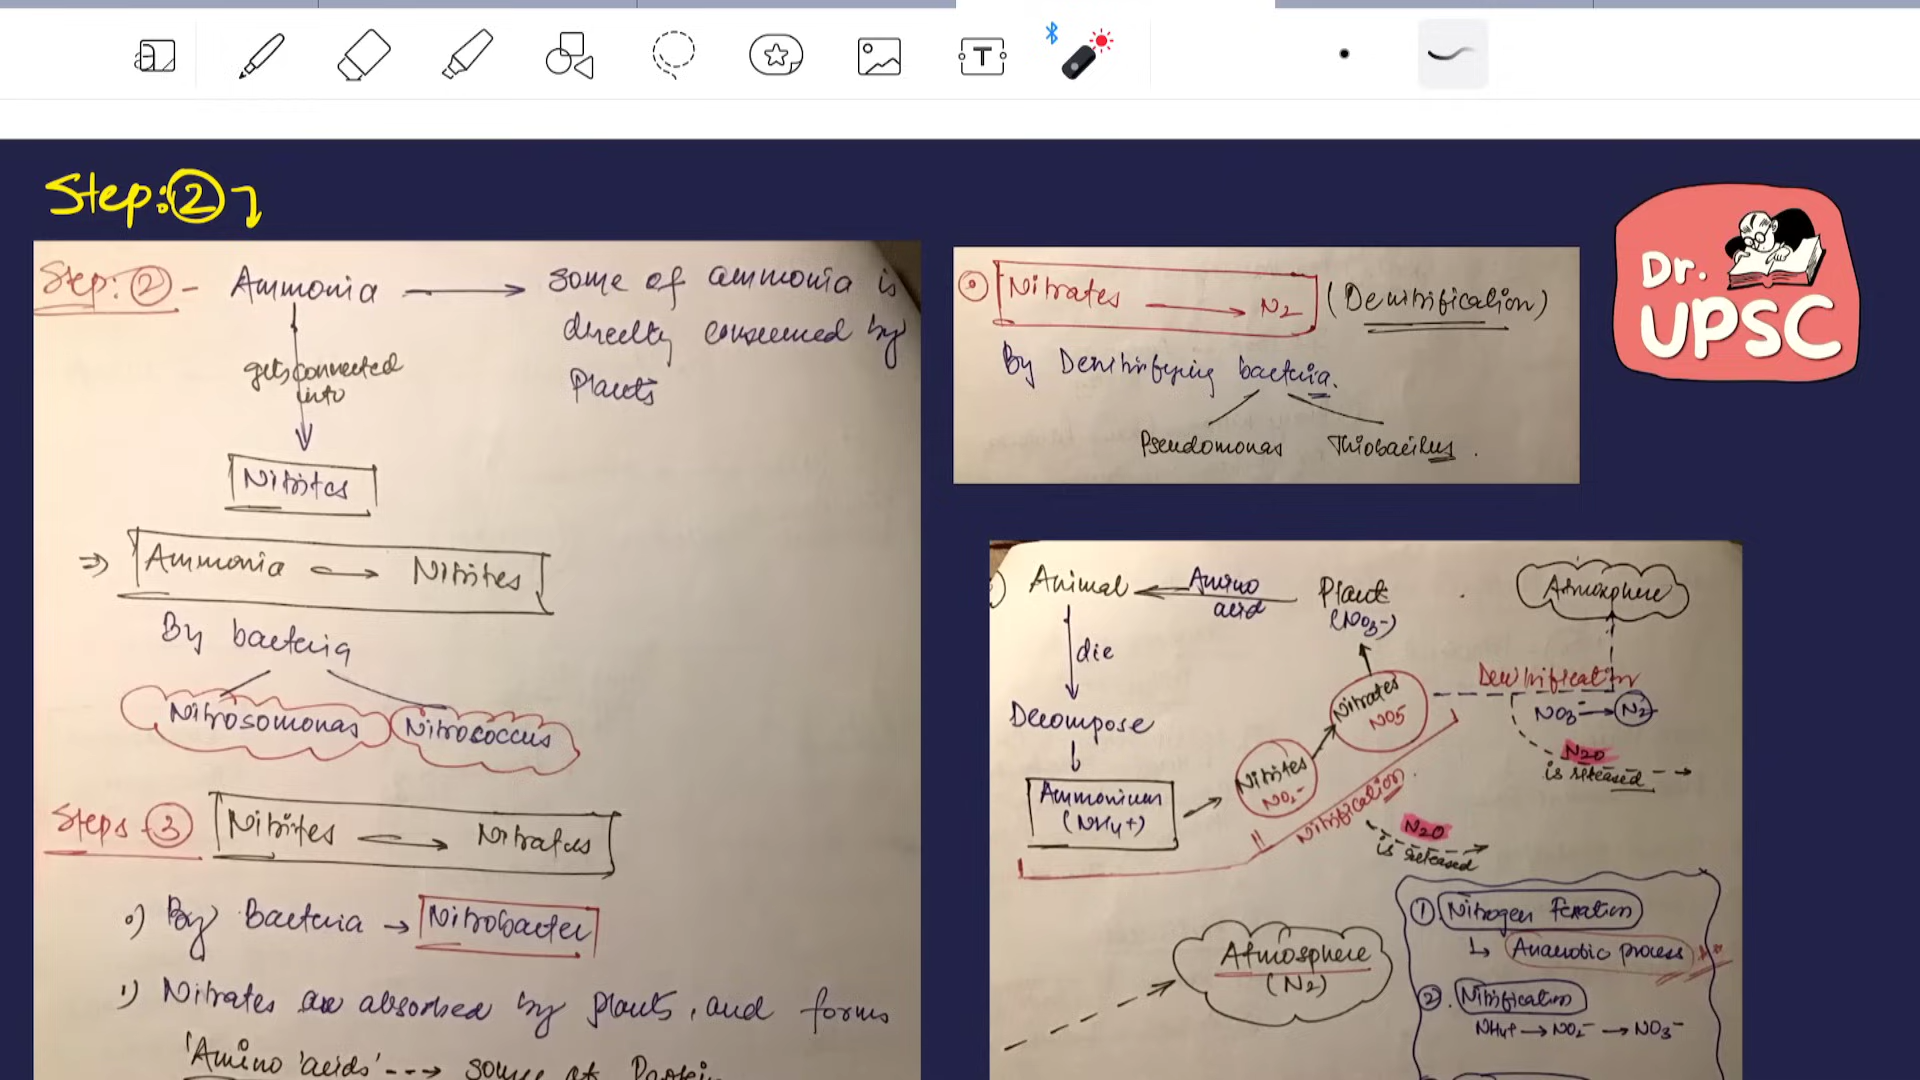 Step: 2
Step: 2 - Ammonia → some of ammonia is
directly consumed by
Plants
gets converted
into
Nitrites
⇒ Ammonia → Nitrites
By bacteria
Nitrosomonas Nitrococcus
Steps - 3 Nitrites → Nitrates
By Bacteria → Nitrobacter
1) Nitrates are absorbed by plants, and forms
'Amino acids' ---> source of Protein
Nitrates → N2 (Denitrification)
By Denitrifying bacteria.
Pseudomonas Thiobacillus.
Dr.
UPSC
Animal ← Amino acid Plant (NO3-)
Atmosphere
die
Decompose
Ammonium
(NH4+)
Nitrites
NO2-
Nitrates
NO3
Nitrification
N2O
is released
Denitrification
NO3- → N2
N2O
is released
Atmosphere
(N2)
1 Nitrogen Fixation
↳ Anaerobic process
2. Nitrification
NH4+ → NO2- → NO3-